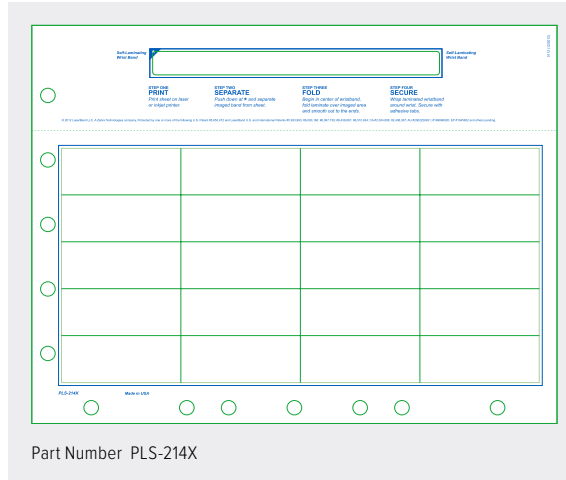 Self-Laminating
Wrist Band
Self-Laminating
Wrist Band
STEP ONE
PRINT
Print sheet on laser
or inkjet printer.
STEP TWO
SEPARATE
Push down at and separate
imaged band from sheet.
STEP THREE
FOLD
Begin in center of wristband,
fold laminate over imaged area
and smooth out to the ends.
STEP FOUR
SECURE
Wrap laminated wristband
around wrist. Secure with
adhesive tabs.
PLS-214X
Made in USA
Part Number PLS-214X